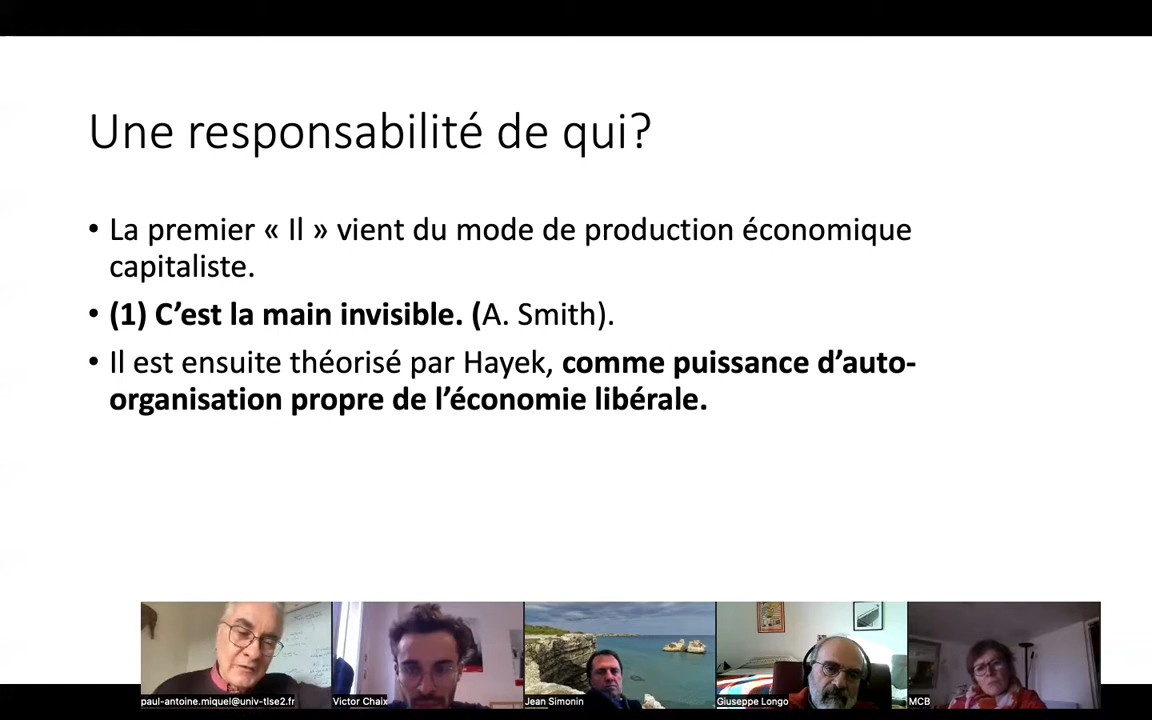 Une responsabilité de qui?
• La premier « Il » vient du mode de production économique
capitaliste.
• (1) C’est la main invisible. (A. Smith).
• Il est ensuite théorisé par Hayek, comme puissance d’auto-
organisation propre de l’économie libérale.
paul-antoine.miquel@univ-tlse2.fr
Victor Chaix
Jean Simonin
Giuseppe Longo
MCB